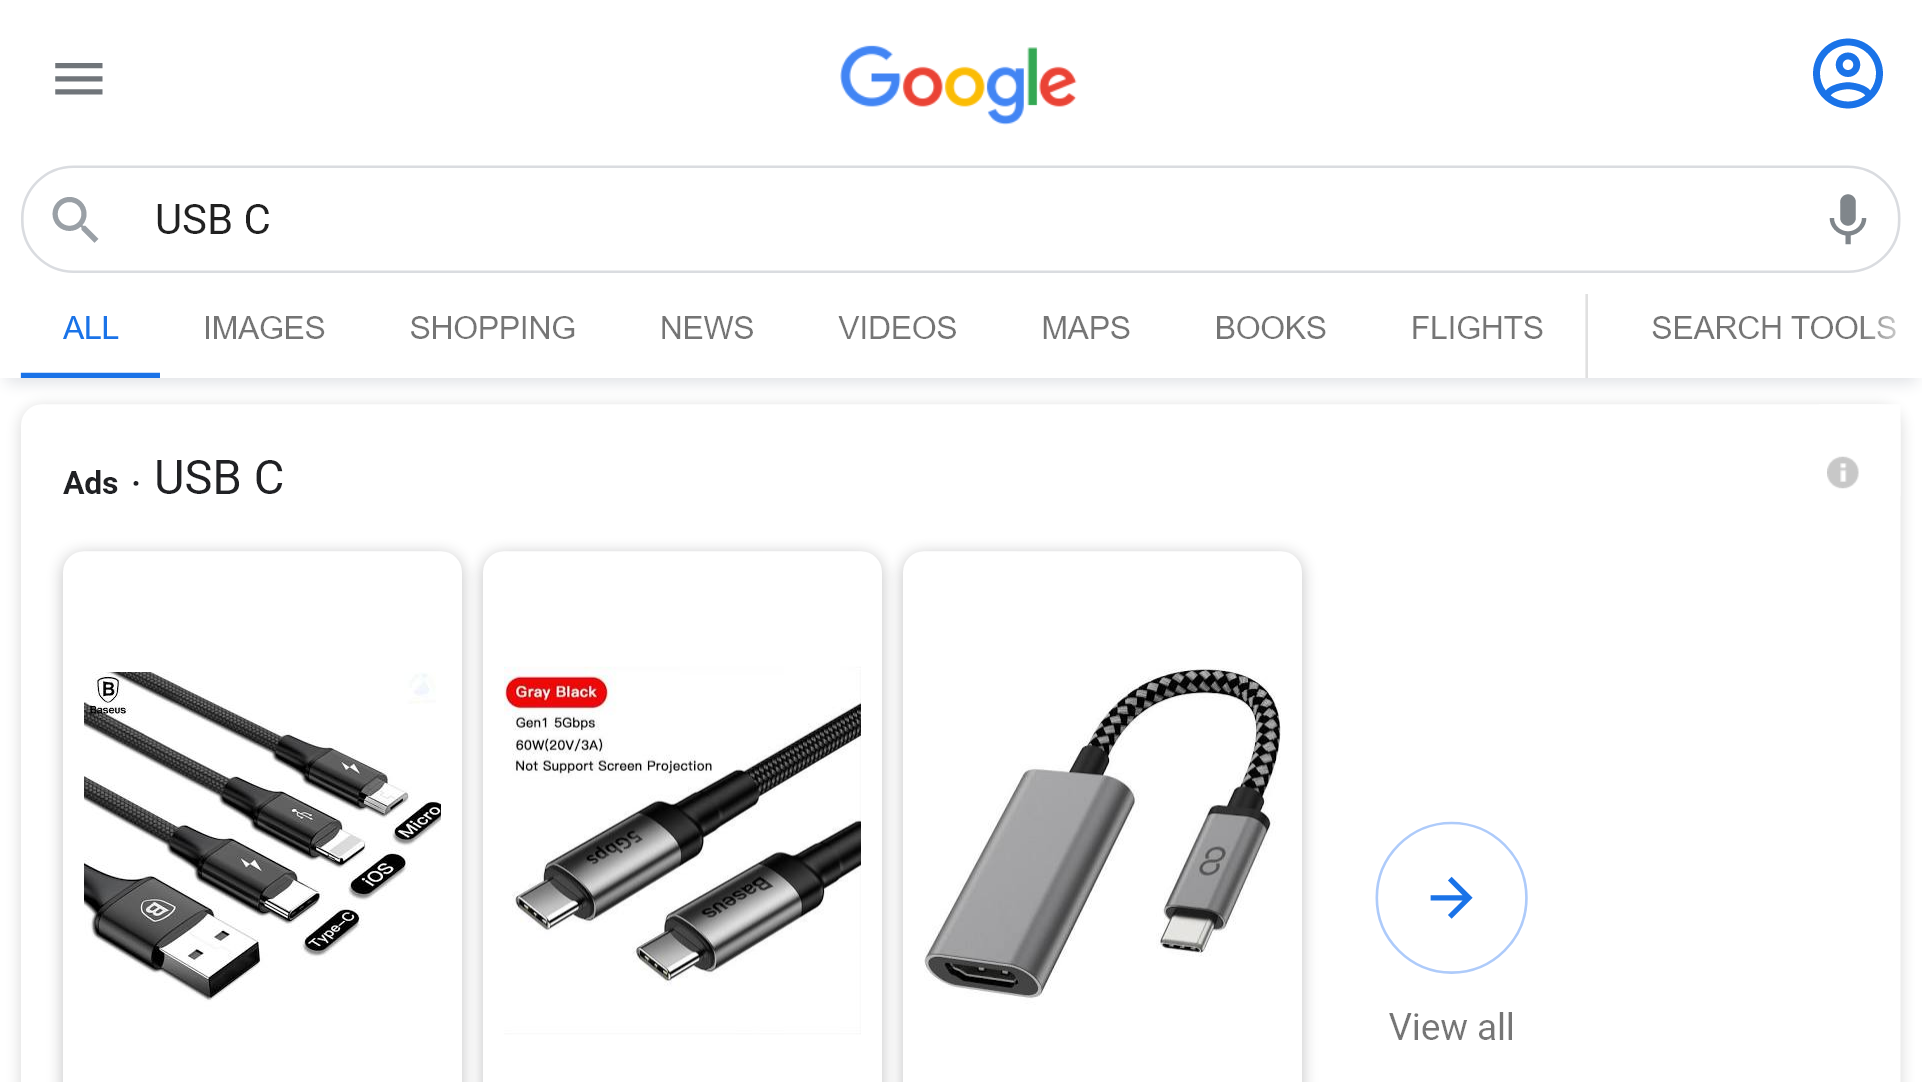 Google
USB C
ALL IMAGES SHOPPING NEWS VIDEOS MAPS BOOKS FLIGHTS SEARCH TOOLS
Ads · USB C
B
Baseus
Micro
iOS
Type-C
B
Gray Black
Gen1 5Gbps
60W(20V/3A)
Not Support Screen Projection
5Gbps
Baseus
View all